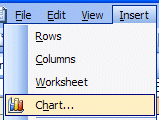 File Edit View Insert
Rows
Columns
Worksheet
Chart...